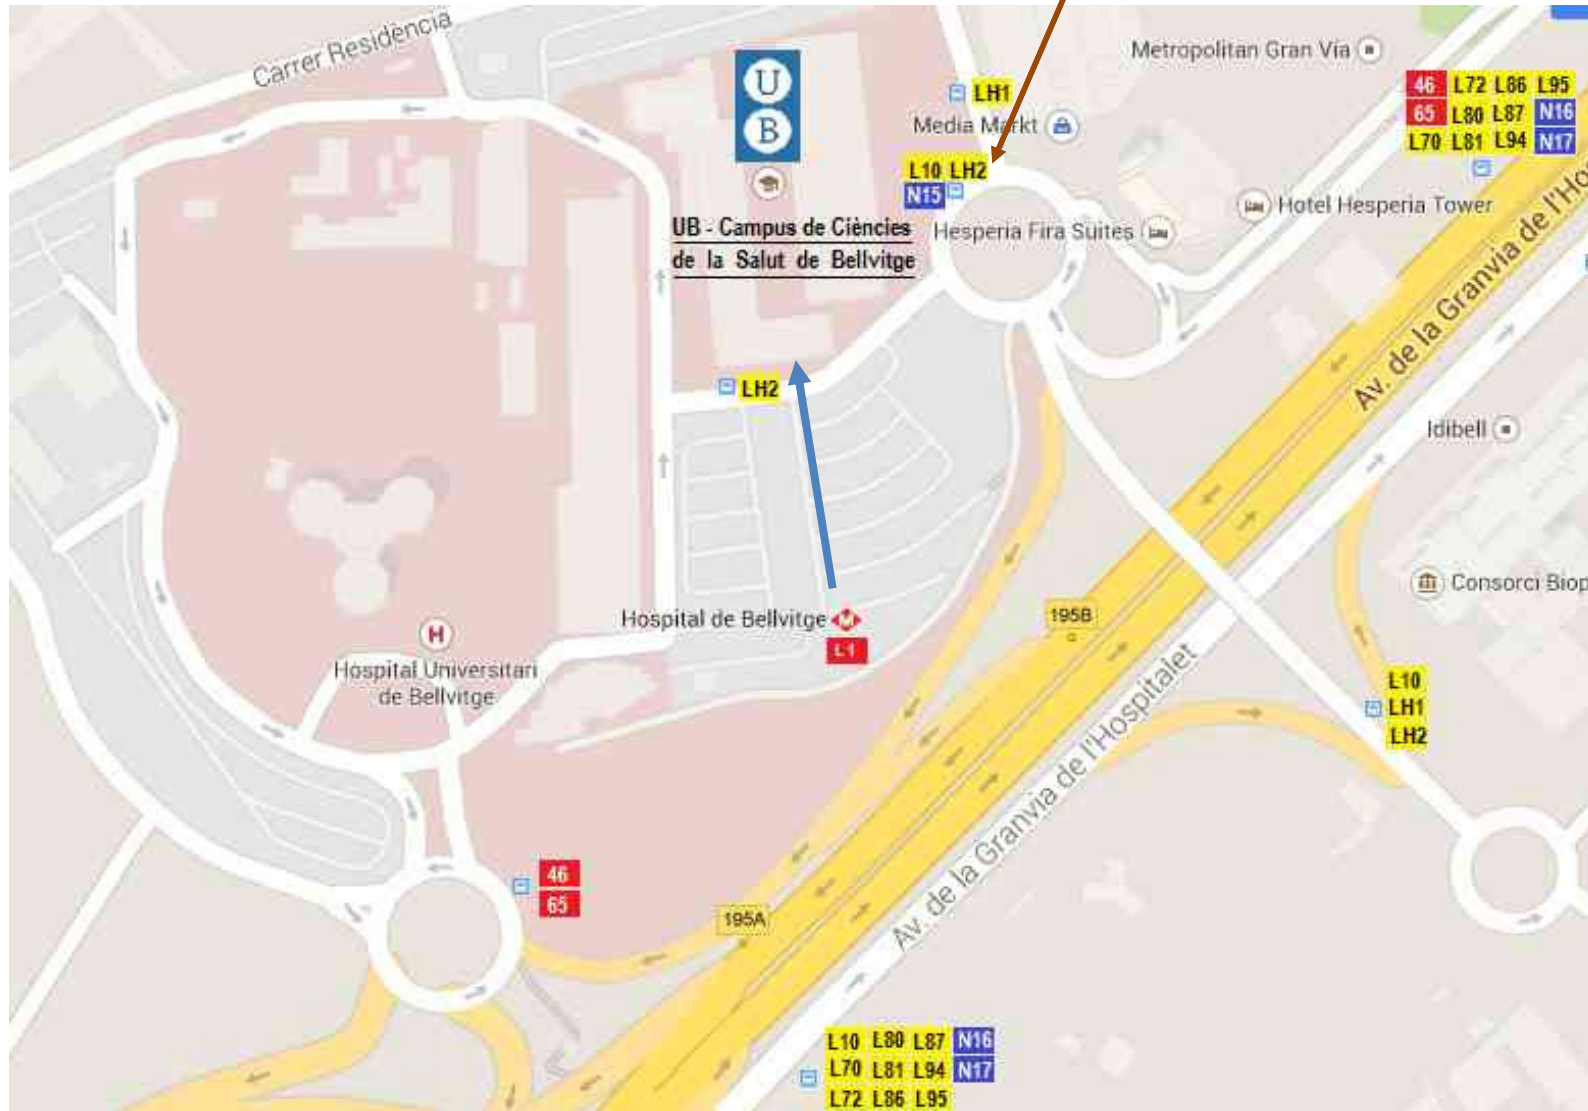 Carrer Residència
U
B
UB - Campus de Ciències
de la Salut de Bellvitge
LH1
Media Markt
L10 LH2
N15
Hesperia Fira Suites
Metropolitan Gran Vía
46 L72 L86 L95
65 L80 L87 N16
L70 L81 L94 N17
Hotel Hesperia Tower
Av. de la Granvia de l'Ho
LH2
Idibell
Hospital de Bellvitge
M
L1
195B
Consorci Biop
H
Hospital Universitari
de Bellvitge
L10
LH1
LH2
Av. de la Granvia de l'Hospitalet
46
65
195A
L10 L80 L87 N16
L70 L81 L94 N17
L72 L86 L95